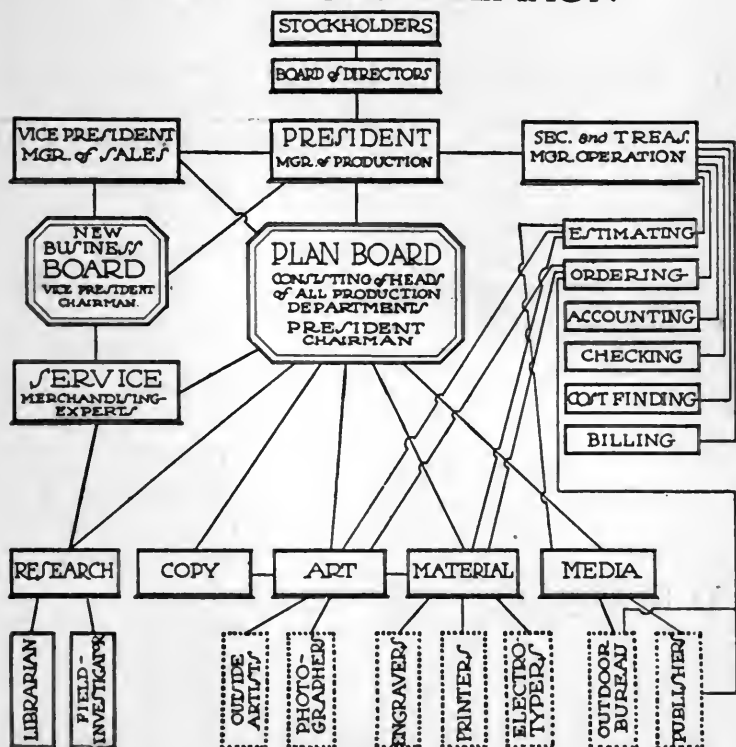 STOCKHOLDERS
BOARD of DIRECTORS
VICE PRESIDENT
MGR. of SALES
PRESIDENT
MGR. of PRODUCTION
SEC. and TREAS.
MGR. OPERATION
NEW
BUSINESS
BOARD
VICE PRESIDENT
CHAIRMAN.
PLAN BOARD
CONSISTING of HEADS
of ALL PRODUCTION
DEPARTMENTS
PRESIDENT
CHAIRMAN
ESTIMATING
ORDERING
ACCOUNTING
CHECKING
COST FINDING
BILLING
SERVICE
MERCHANDISING-
EXPERTS
RESEARCH
COPY
ART
MATERIAL
MEDIA
LIBRARIAN
FIELD-
INVESTIGATOR
OUTSIDE
ARTISTS
PHOTO-
GRAPHERS
ENGRAVERS
PRINTERS
ELECTRO-
TYPERS
OUTDOOR
BUREAU
PUBLISHERS